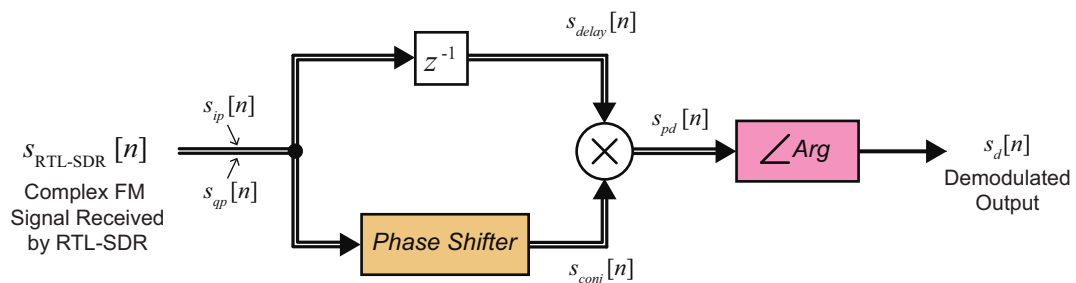 s_delay[n]
z^-1
s_ip[n]
s_RTL-SDR [n]
s_qp[n]
Complex FM
Signal Received
by RTL-SDR
s_pd[n]
∠Arg
s_d[n]
Demodulated
Output
Phase Shifter
s_conj[n]